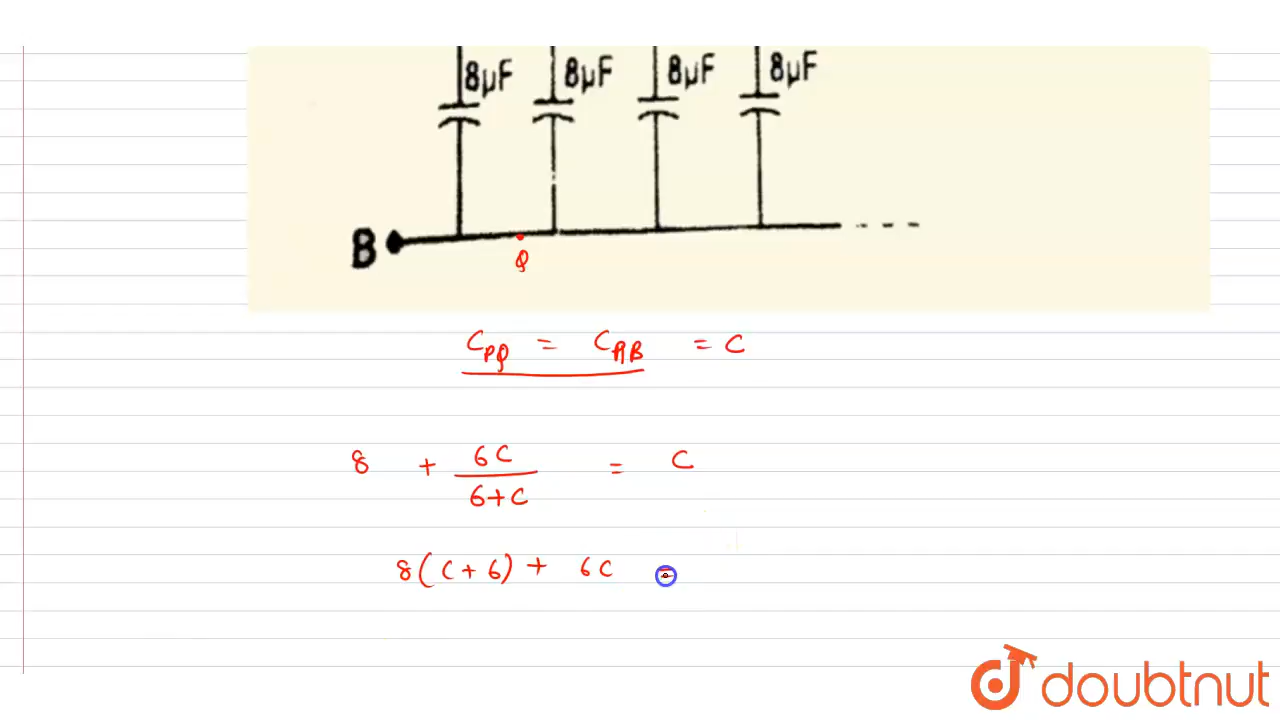 8μF 8μF 8μF 8μF
B
Q
C_PQ = C_AB = C
8 + 6C/6+C = C
8(C+6) + 6C =
doubtnut